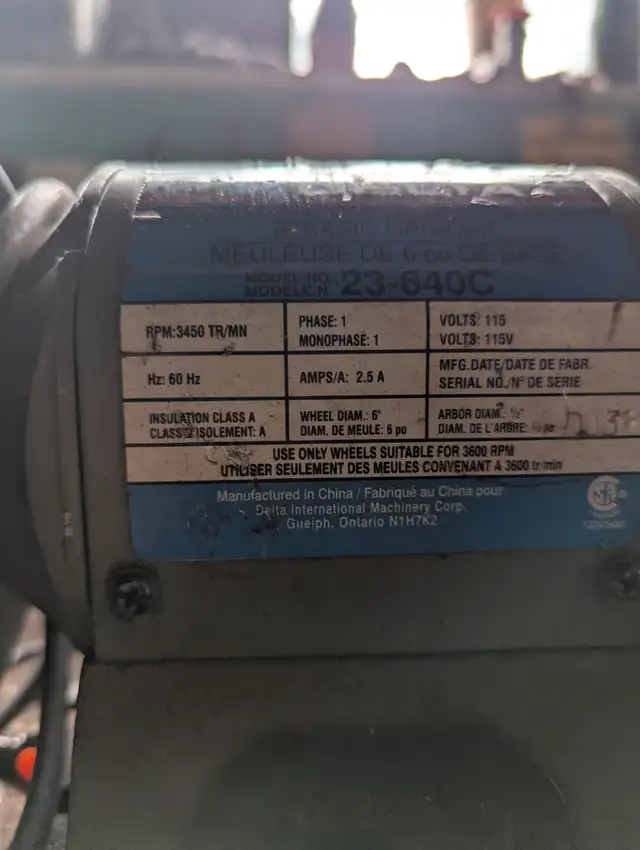 MEULEUSE DE 6 po DE BASE
MODEL NO.
MODELE N 23-640C
RPM:3450 TR/MN
PHASE: 1
MONOPHASE: 1
VOLTS: 115
VOLTS: 115V
Hz: 60 Hz
AMPS/A: 2.5 A
MFG.DATE/DATE DE FABR.
SERIAL NO./N° DE SERIE
INSULATION CLASS A
CLASS D'ISOLEMENT: A
WHEEL DIAM.: 6"
DIAM. DE MEULE: 6 po
ARBOR DIAM.: ½"
DIAM. DE L'ARBRE: ½ po
USE ONLY WHEELS SUITABLE FOR 3600 RPM
UTILISER SEULEMENT DES MEULES CONVENANT A 3600 tr/min
Manufactured in China / Fabriqué au China pour
Delta International Machinery Corp.
Guelph, Ontario N1H7K2